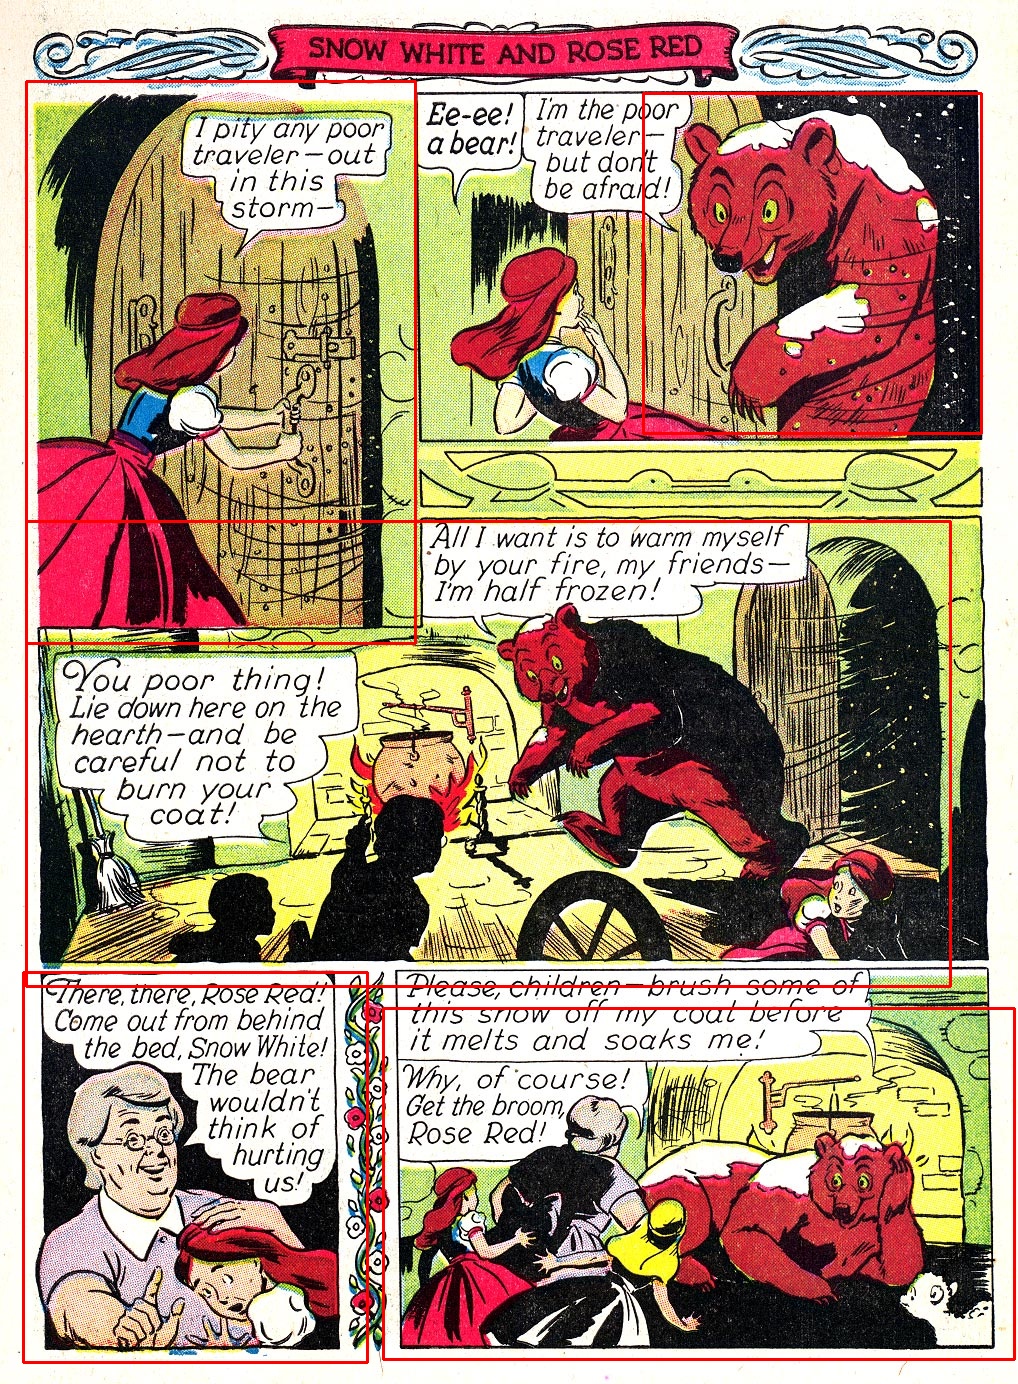 SNOW WHITE AND ROSE RED
I pity any poor
traveler—out
in this
storm—
Ee-ee!
a bear!
I'm the poor
traveler—
but don't
be afraid!
All I want is to warm myself
by your fire, my friends—
I'm half frozen!
You poor thing!
Lie down here on the
hearth—and be
careful not to
burn your
coat!
There, there, Rose Red!
Come out from behind
the bed, Snow White!
The bear
wouldn't
think of
hurting
us!
Please, children—brush some of
this snow off my coat before
it melts and soaks me!
Why, of course!
Get the broom,
Rose Red!